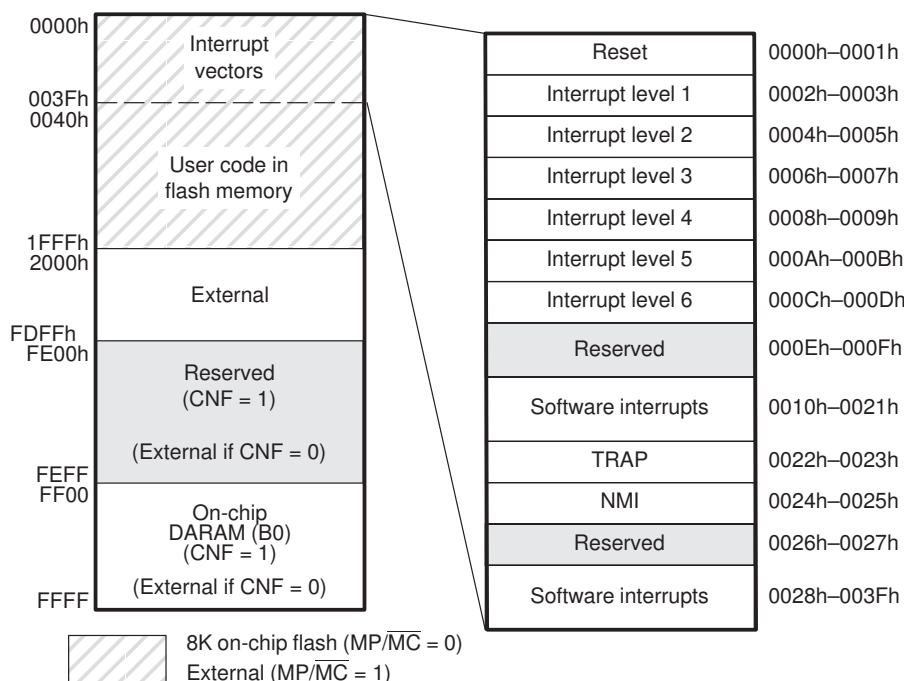 0000h
Interrupt
vectors
003Fh
0040h
User code in
flash memory
1FFFh
2000h
External
FDFFh
FE00h
Reserved
(CNF = 1)
(External if CNF = 0)
FEFF
FF00
On-chip
DARAM (B0)
(CNF = 1)
(External if CNF = 0)
FFFF
Reset 0000h–0001h
Interrupt level 1 0002h–0003h
Interrupt level 2 0004h–0005h
Interrupt level 3 0006h–0007h
Interrupt level 4 0008h–0009h
Interrupt level 5 000Ah–000Bh
Interrupt level 6 000Ch–000Dh
Reserved 000Eh–000Fh
Software interrupts 0010h–0021h
TRAP 0022h–0023h
NMI 0024h–0025h
Reserved 0026h–0027h
Software interrupts 0028h–003Fh
8K on-chip flash (MP/M̅C̅ = 0)
External (MP/M̅C̅ = 1)